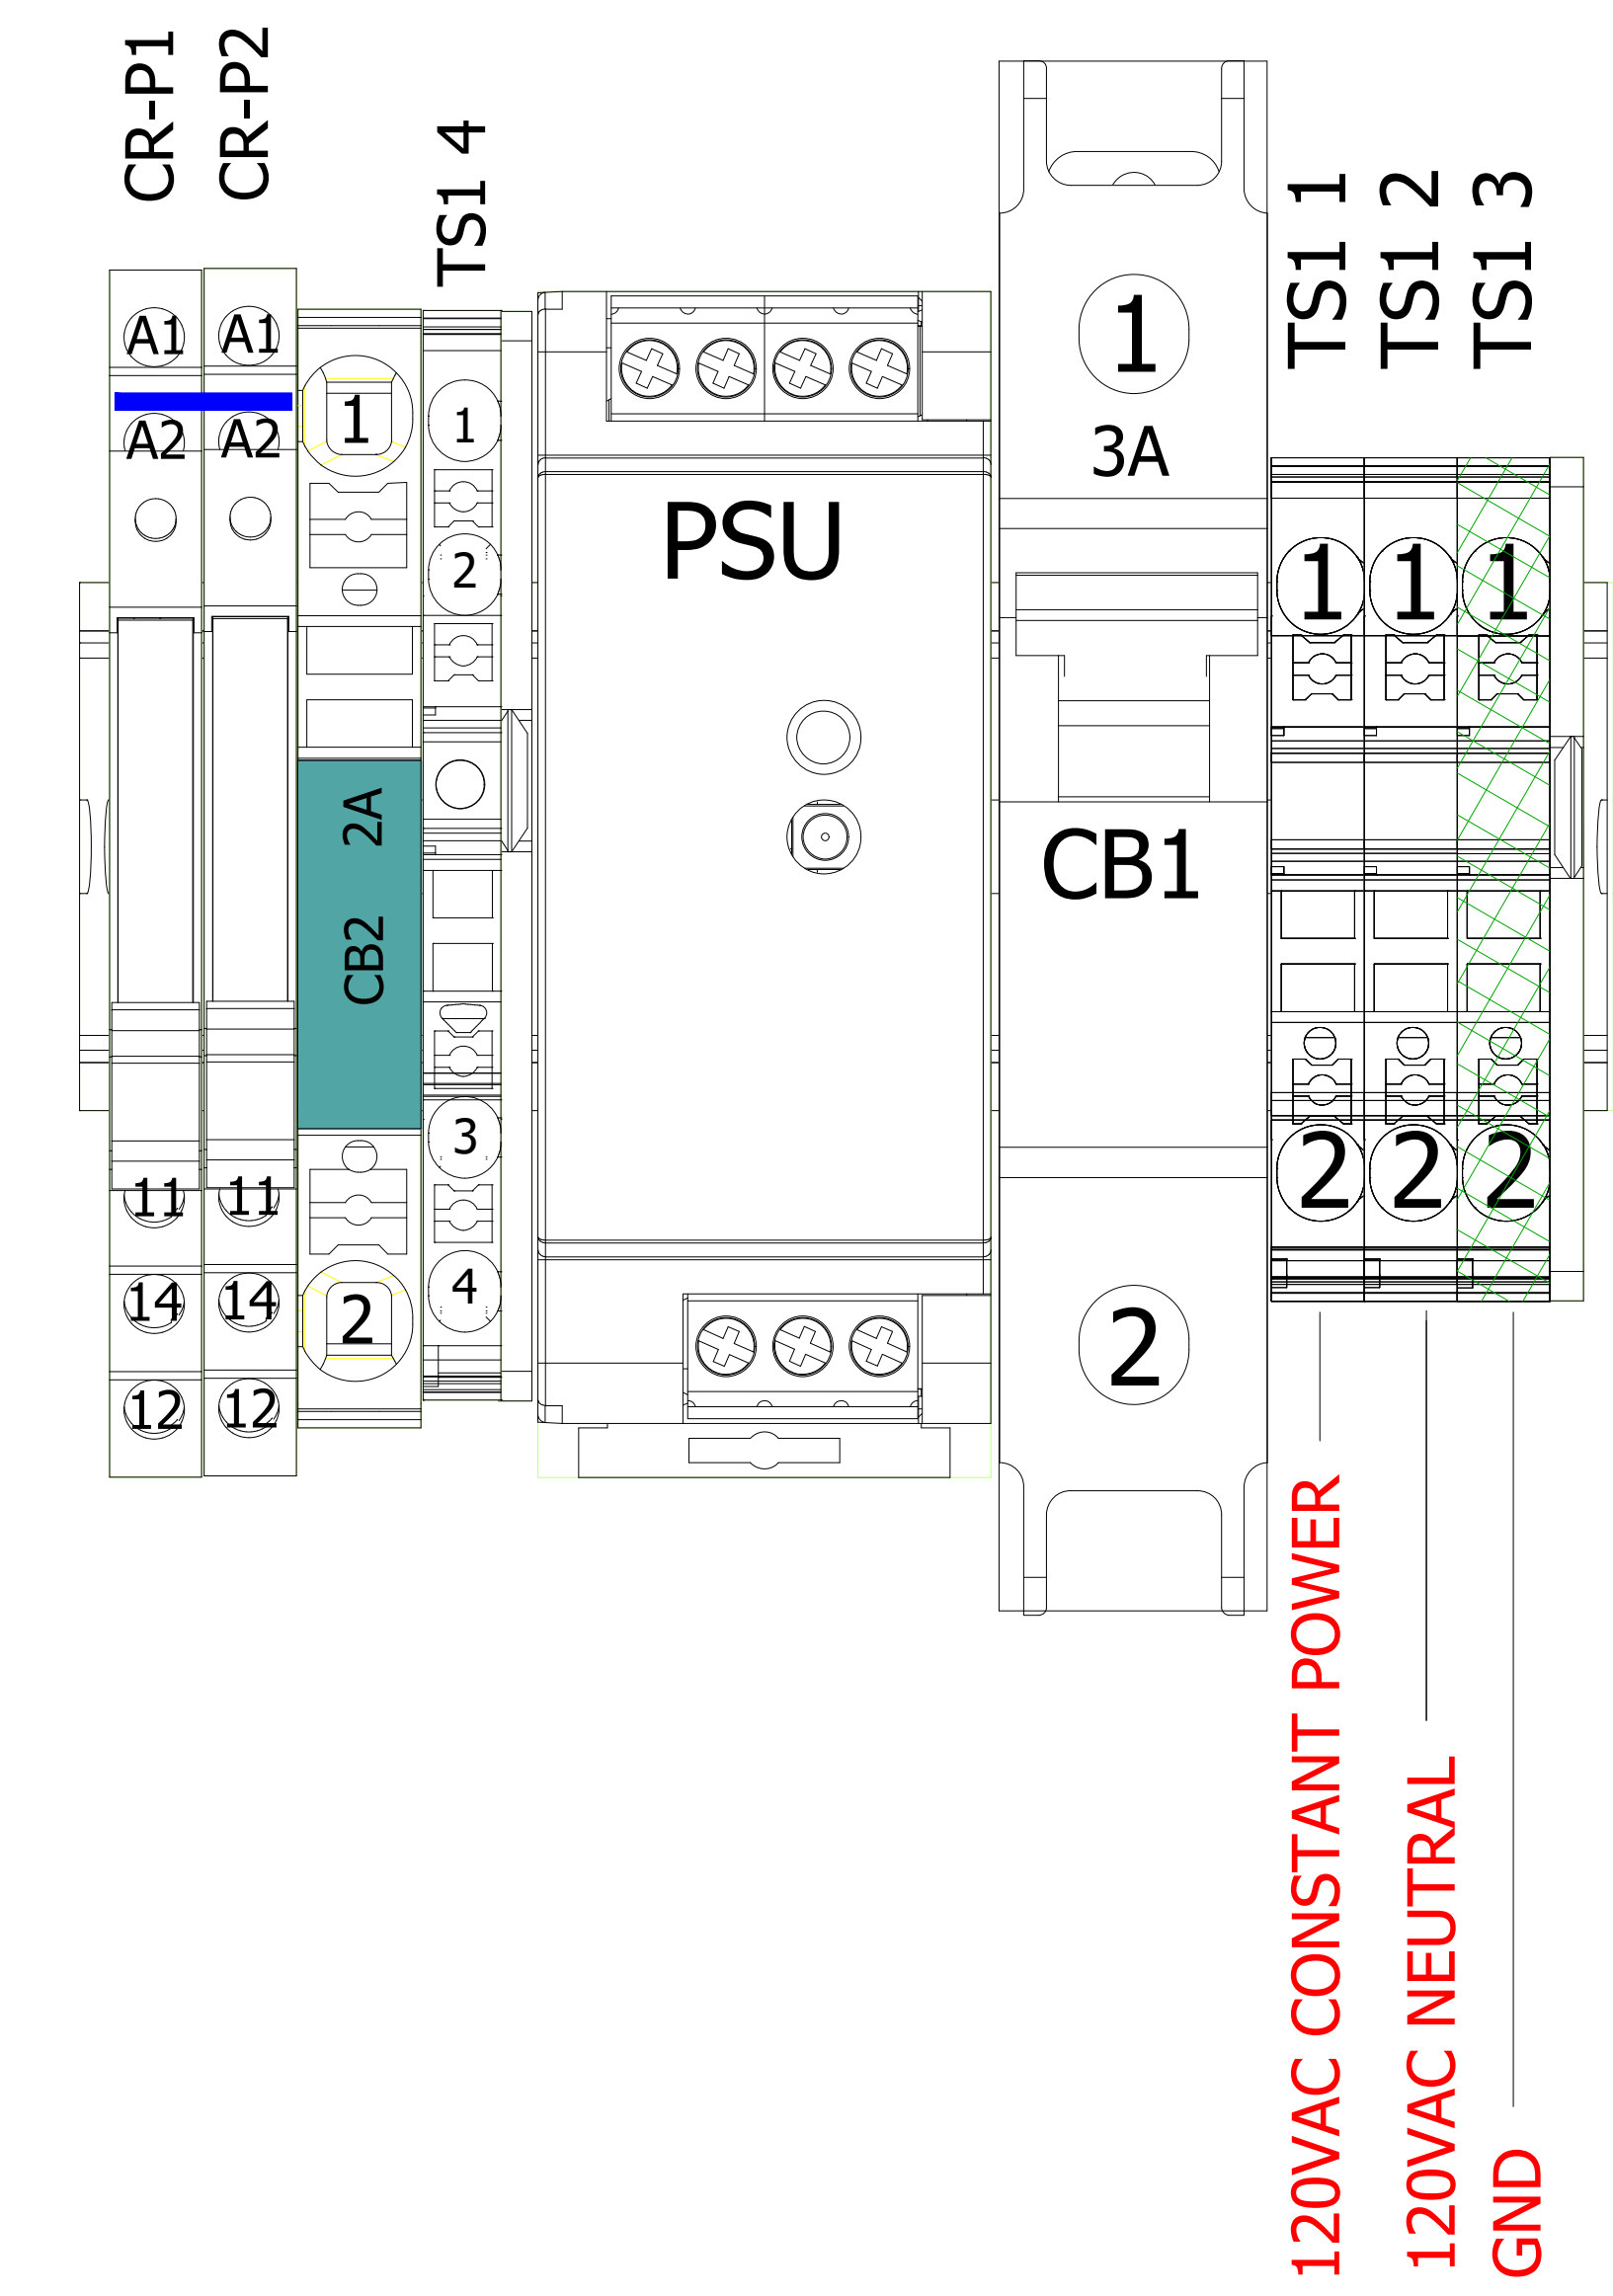 CR-P1
CR-P2
TS1 4
TS1 1
TS1 2
TS1 3
A1
A1
A2
A2
1
1
2
1
3A
PSU
1
1
1
CB2 2A
CB1
11
11
3
2
2
2
14
14
4
2
2
12
12
120VAC CONSTANT POWER
120VAC NEUTRAL
GND